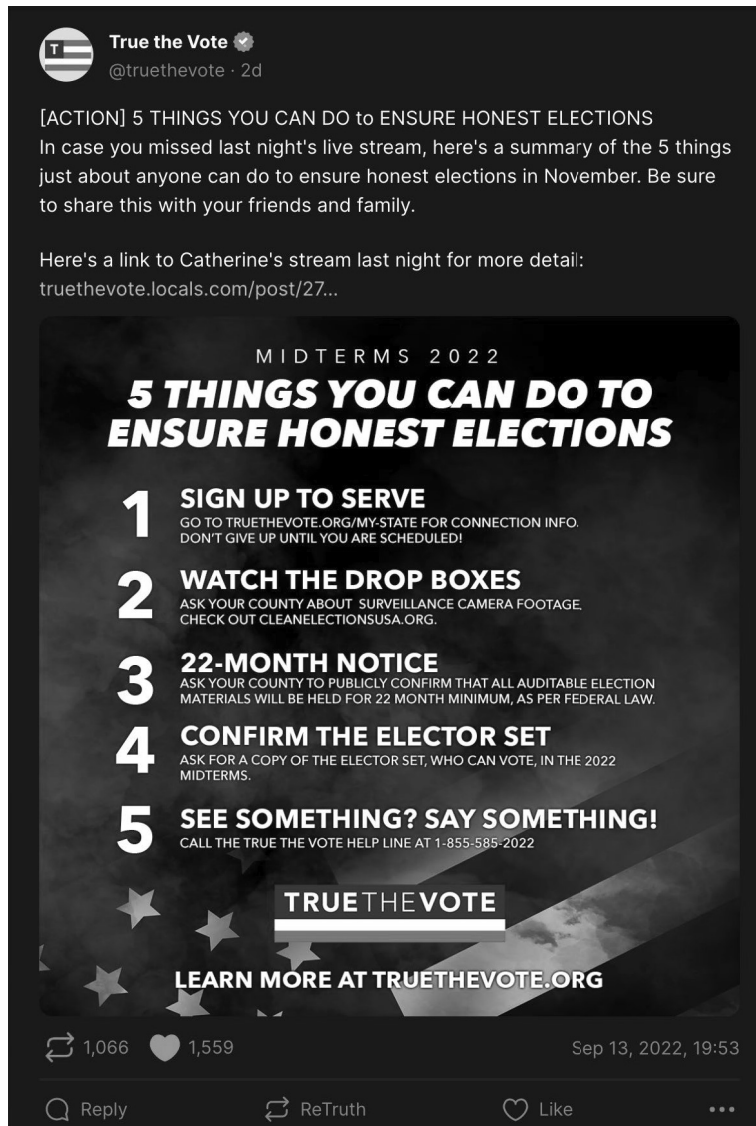 True the Vote
@truethevote · 2d
[ACTION] 5 THINGS YOU CAN DO to ENSURE HONEST ELECTIONS
In case you missed last night's live stream, here's a summary of the 5 things
just about anyone can do to ensure honest elections in November. Be sure
to share this with your friends and family.
Here's a link to Catherine's stream last night for more detail:
truethevote.locals.com/post/27...
MIDTERMS 2022
5 THINGS YOU CAN DO TO
ENSURE HONEST ELECTIONS
1 SIGN UP TO SERVE
GO TO TRUETHEVOTE.ORG/MY-STATE FOR CONNECTION INFO.
DON'T GIVE UP UNTIL YOU ARE SCHEDULED!
2 WATCH THE DROP BOXES
ASK YOUR COUNTY ABOUT SURVEILLANCE CAMERA FOOTAGE.
CHECK OUT CLEANELECTIONSUSA.ORG.
3 22-MONTH NOTICE
ASK YOUR COUNTY TO PUBLICLY CONFIRM THAT ALL AUDITABLE ELECTION
MATERIALS WILL BE HELD FOR 22 MONTH MINIMUM, AS PER FEDERAL LAW.
4 CONFIRM THE ELECTOR SET
ASK FOR A COPY OF THE ELECTOR SET, WHO CAN VOTE, IN THE 2022
MIDTERMS.
5 SEE SOMETHING? SAY SOMETHING!
CALL THE TRUE THE VOTE HELP LINE AT 1-855-585-2022
TRUETHEVOTE
LEARN MORE AT TRUETHEVOTE.ORG
1,066 1,559 Sep 13, 2022, 19:53
Reply ReTruth Like